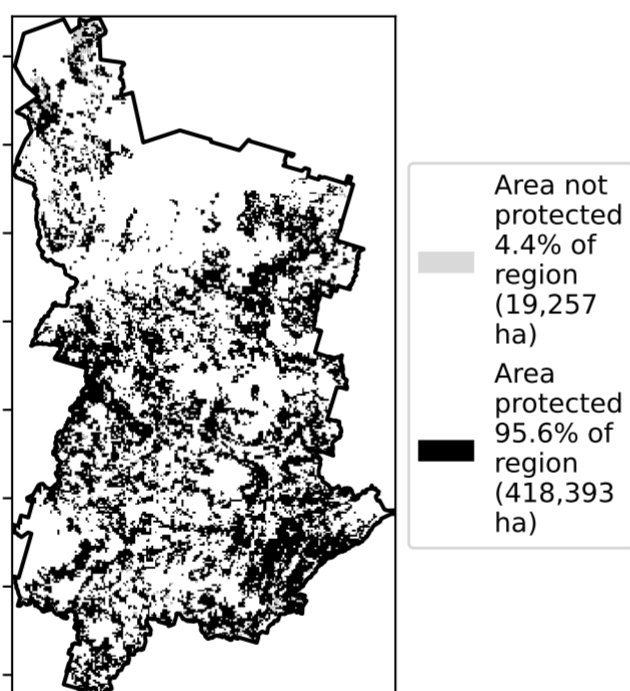 Area not
protected
4.4% of
region
(19,257
ha)
Area
protected
95.6% of
region
(418,393
ha)